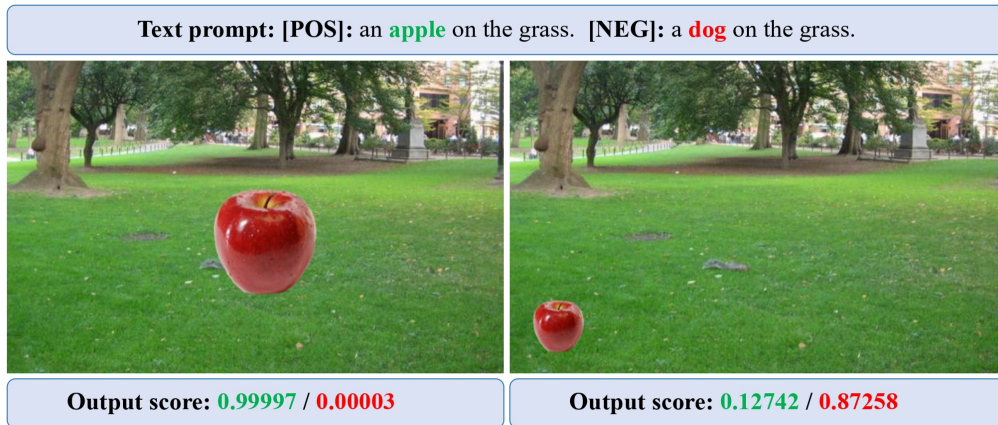 Text prompt: [POS]: an apple on the grass. [NEG]: a dog on the grass.
Output score: 0.99997 / 0.00003
Output score: 0.12742 / 0.87258